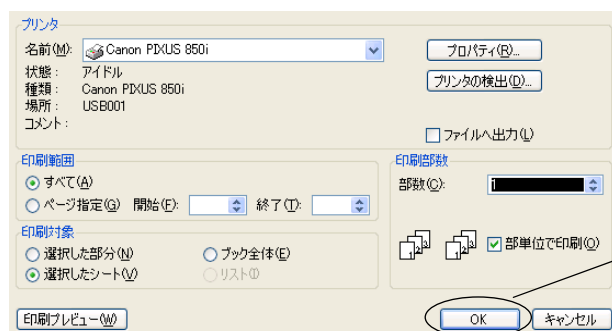 プリンタ
名前(M): Canon PIXUS 850i プロパティ(R)...
状態： アイドル
種類： Canon PIXUS 850i プリンタの検出(D)...
場所： USB001
コメント： ファイルへ出力(L)
印刷範囲 印刷部数
すべて(A) 部数(C): 1
ページ指定(G) 開始(F): 終了(T):
印刷対象
選択した部分(N) ブック全体(E) 部単位で印刷(O)
選択したシート(V) リスト(I)
印刷プレビュー(W) OK キャンセル